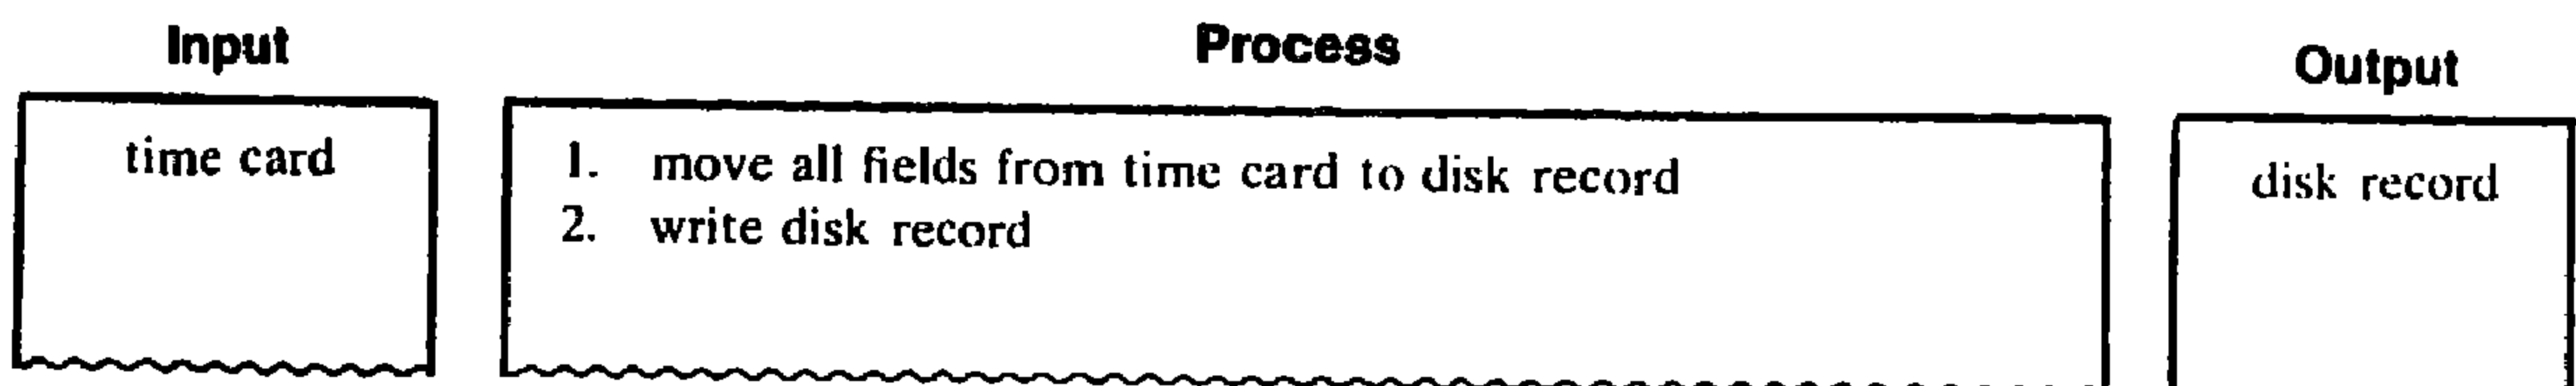 Input
Process
Output
time card
1. move all fields from time card to disk record
2. write disk record
disk record